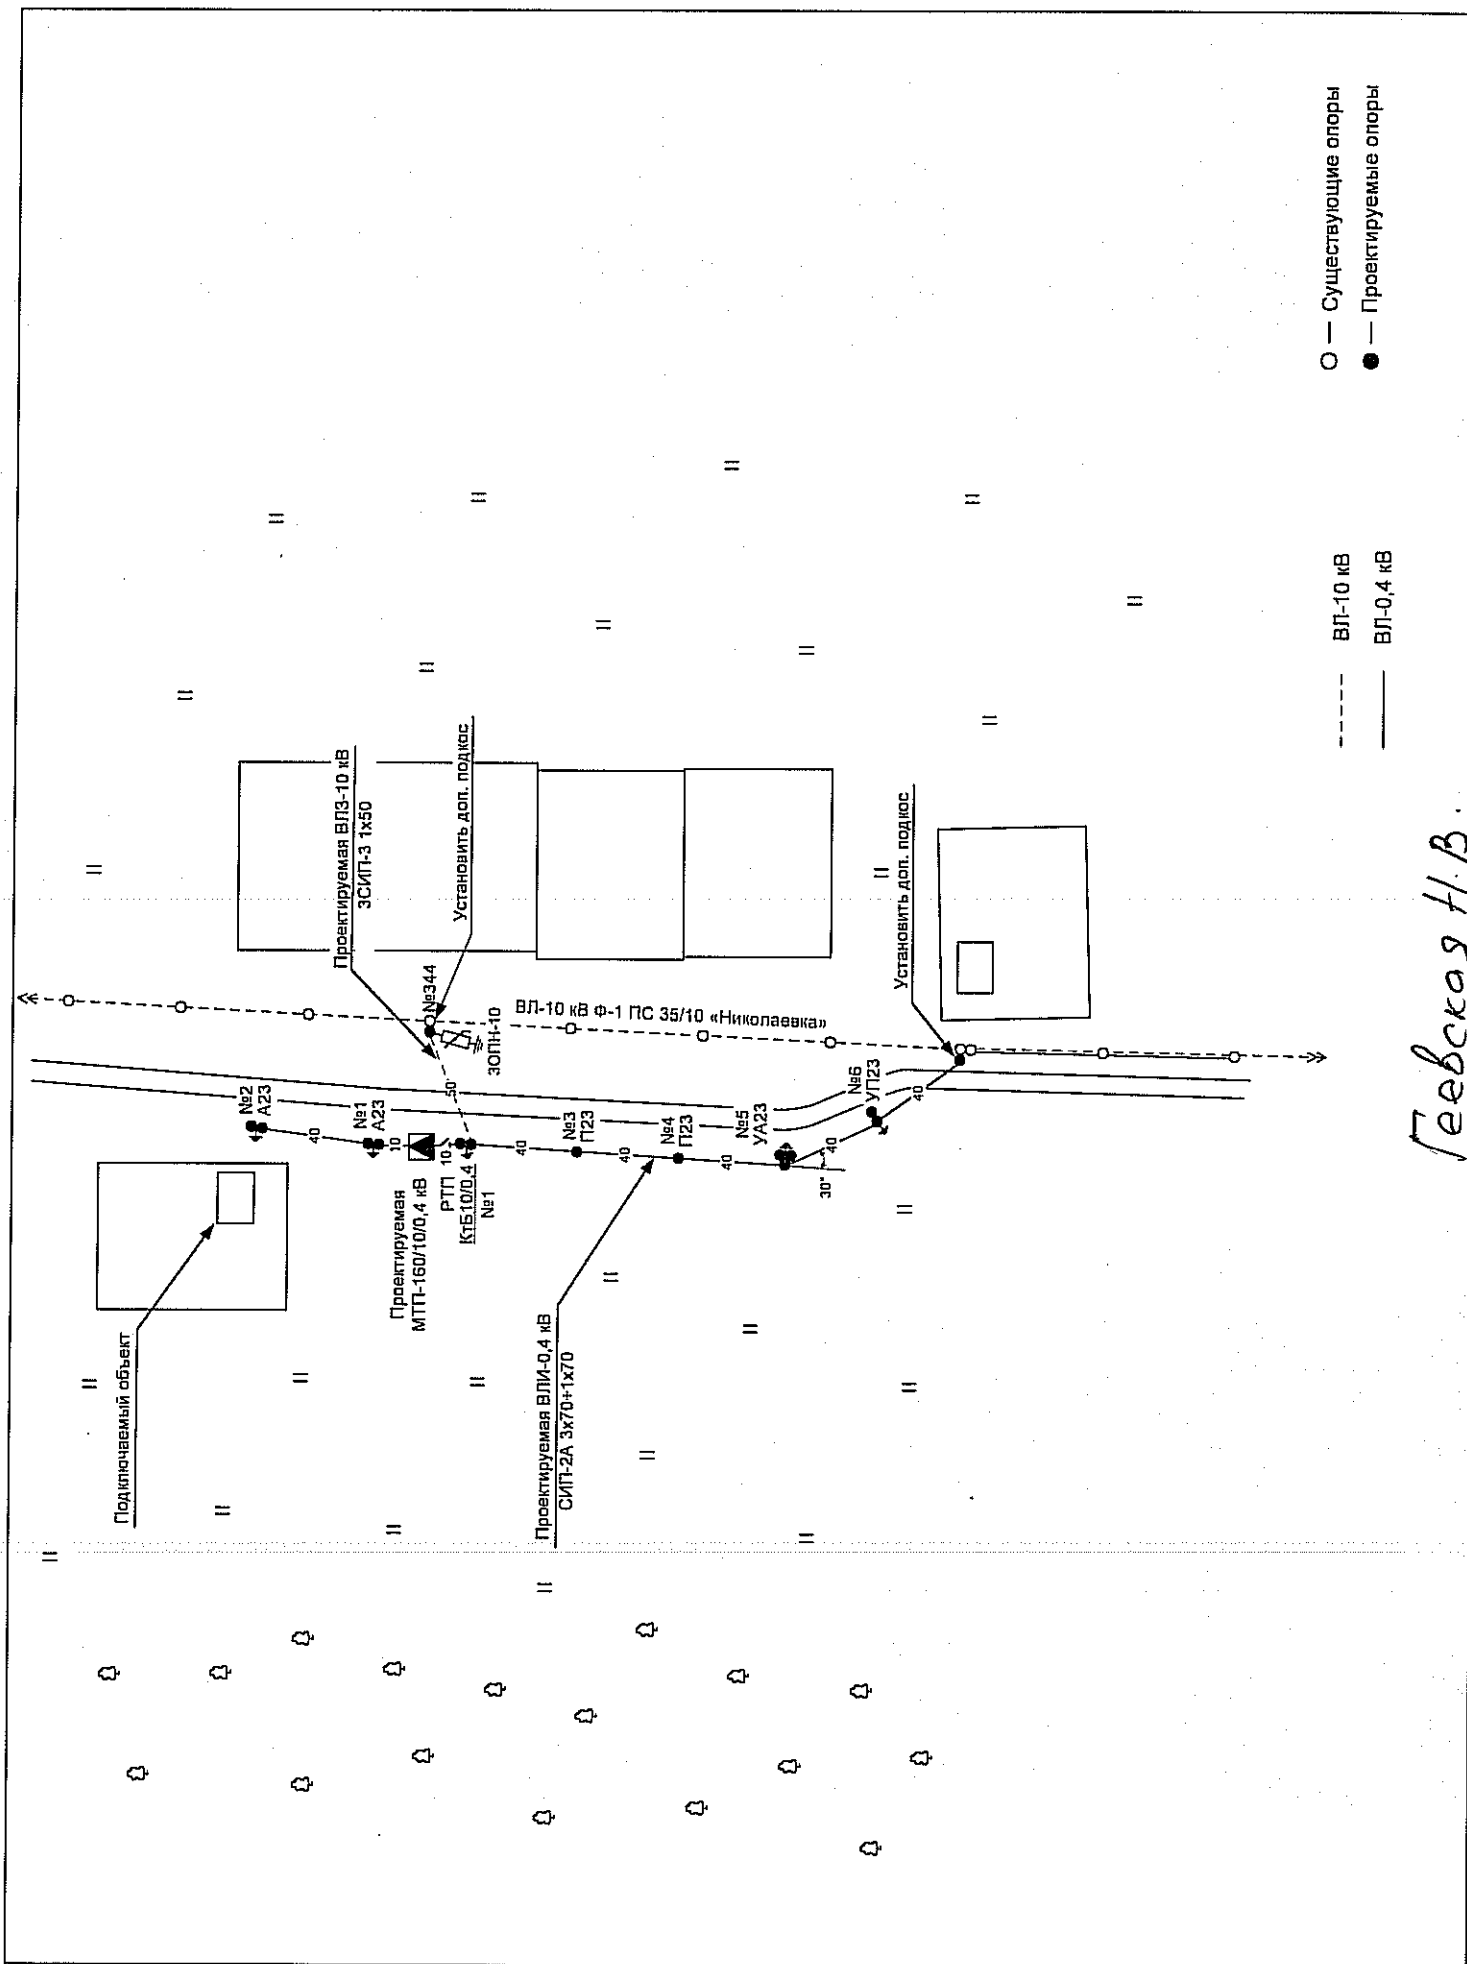 Подключаемый объект
Проектируемая
МТП-160/10/0,4 кВ
РТП
КтБ10/0,4
№1
№2
А23
40
№1
А23
10
10
Проектируемая ВЛЗ-10 кВ
3СИП-3 1х50
Установить доп. подкос
№344
3ОПН-10
50
ВЛ-10 кВ Ф-1 ПС 35/10 «Николаевка»
40
№3
П23
40
№4
П23
40
№5
УА23
30°
40
№6
УП23
40
Установить доп. подкос
Проектируемая ВЛИ-0,4 кВ
СИП-2А 3х70+1х70
ВЛ-10 кВ
ВЛ-0,4 кВ
— Существующие опоры
— Проектируемые опоры
Геевская Н.В.